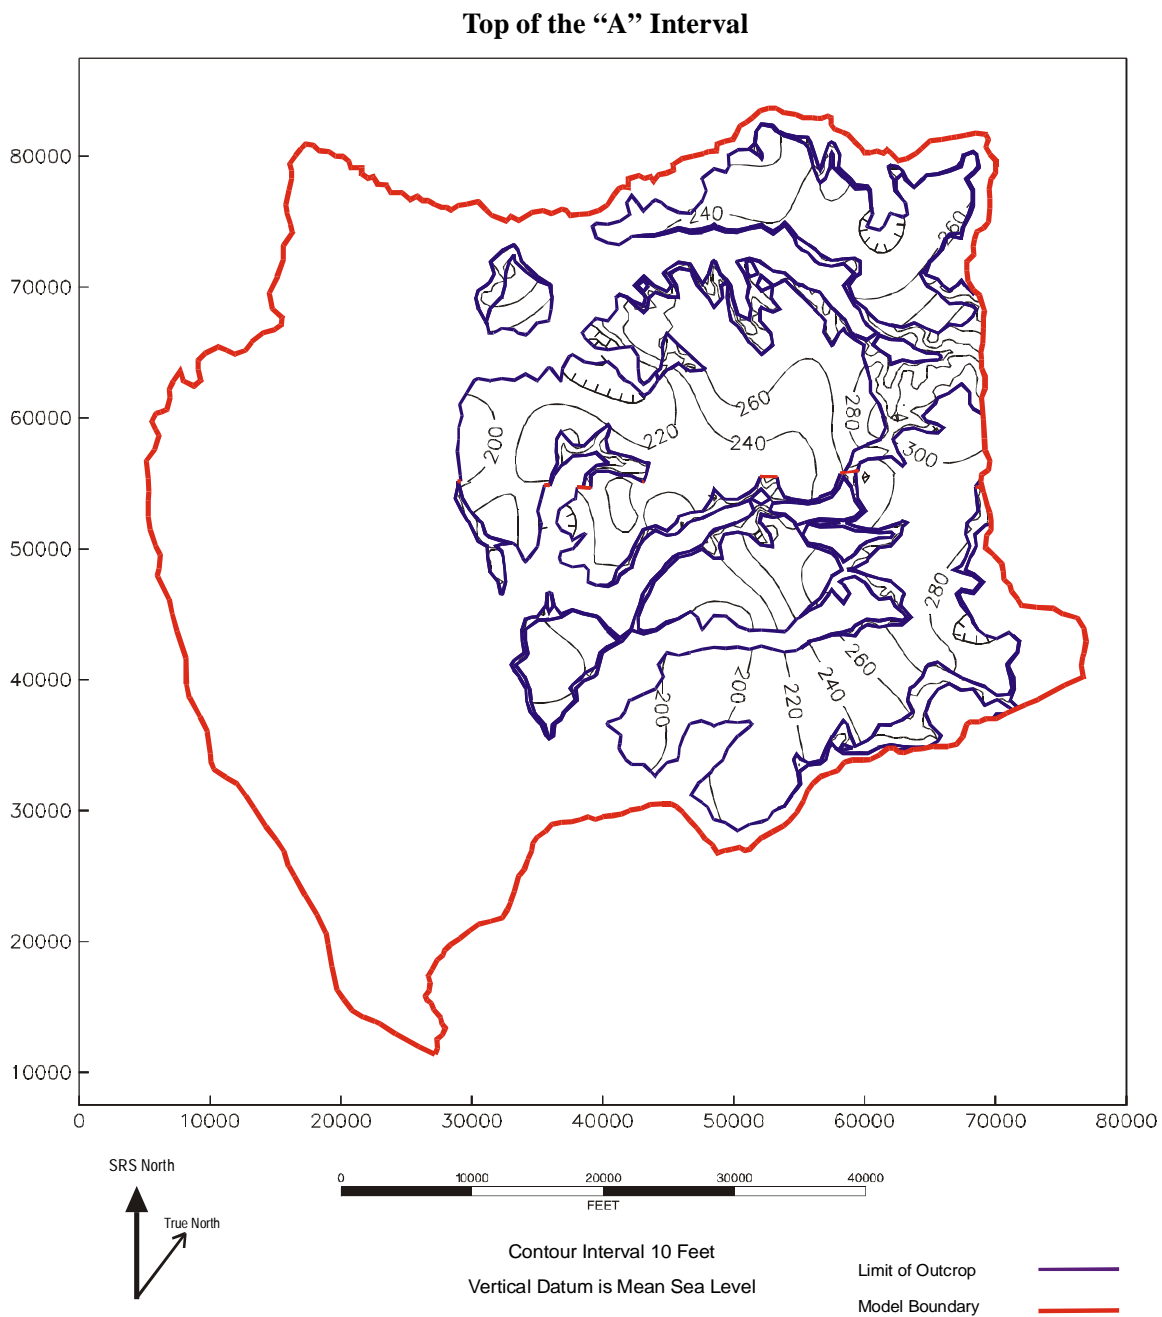 Top of the “A” Interval
80000
70000
60000
50000
40000
30000
20000
10000
240
260
260
280
200
220
240
300
280
260
240
220
200
200
0 10000 20000 30000 40000 50000 60000 70000 80000
SRS North
True North
0 10000 20000 30000 40000
FEET
Contour Interval 10 Feet
Vertical Datum is Mean Sea Level
Limit of Outcrop
Model Boundary